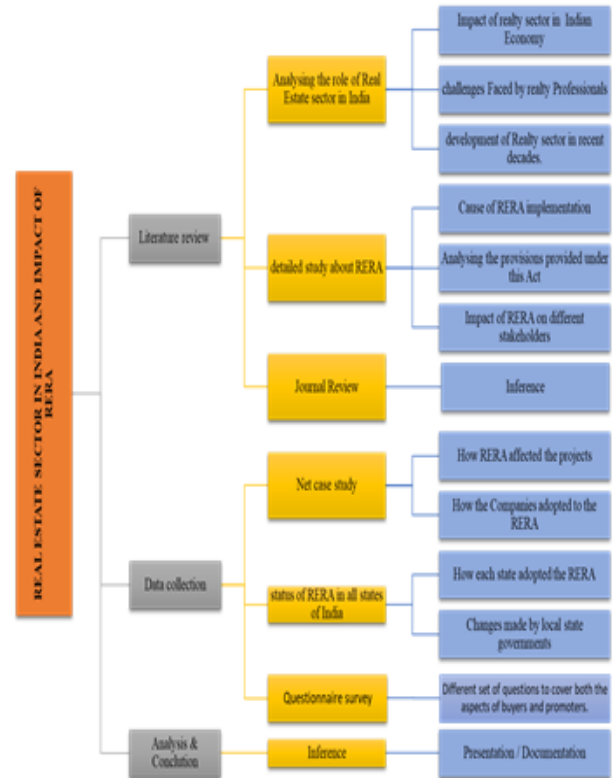 REAL ESTATE SECTOR IN INDIA AND IMPACT OF
RERA
Literature review
Analysing the role of Real
Estate sector in India
Impact of realty sector in Indian
Economy
challenges Faced by realty Professionals
development of Realty sector in recent
decades.
detailed study about RERA
Cause of RERA implementation
Analysing the provisions provided under
this Act
Impact of RERA on different
stakeholders
Journal Review
Inference
Data collection
Net case study
How RERA affected the projects
How the Companies adopted to the
RERA
status of RERA in all states
of India
How each state adopted the RERA
Changes made by local state
governments
Questionnaire survey
Different set of questions to cover both the
aspects of buyers and promoters.
Analysis &
Conclution
Inference
Presentation / Documentation